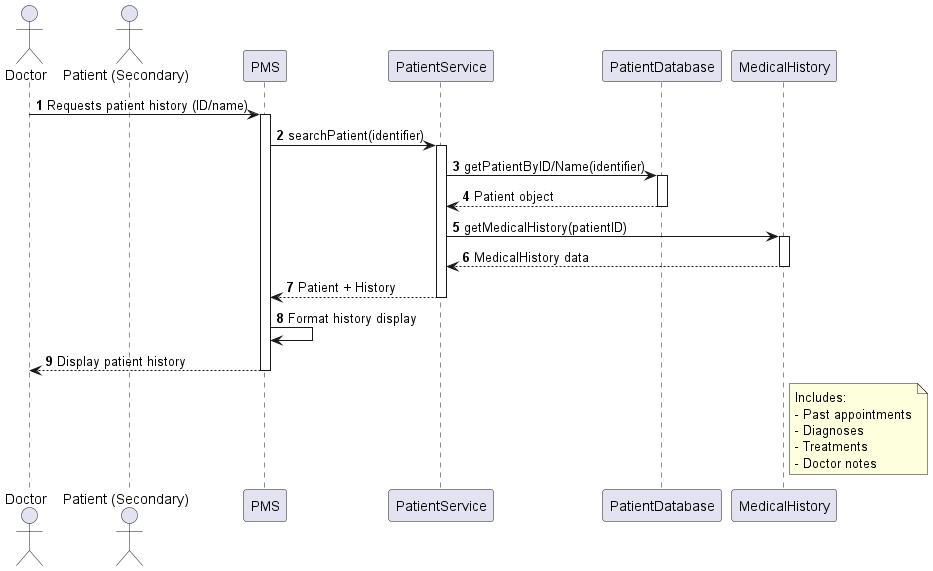 Doctor
Patient (Secondary)
PMS
PatientService
PatientDatabase
MedicalHistory
1 Requests patient history (ID/name)
2 searchPatient(identifier)
3 getPatientByID/Name(identifier)
4 Patient object
5 getMedicalHistory(patientID)
6 MedicalHistory data
7 Patient + History
8 Format history display
9 Display patient history
Includes:
- Past appointments
- Diagnoses
- Treatments
- Doctor notes
Doctor
Patient (Secondary)
PMS
PatientService
PatientDatabase
MedicalHistory